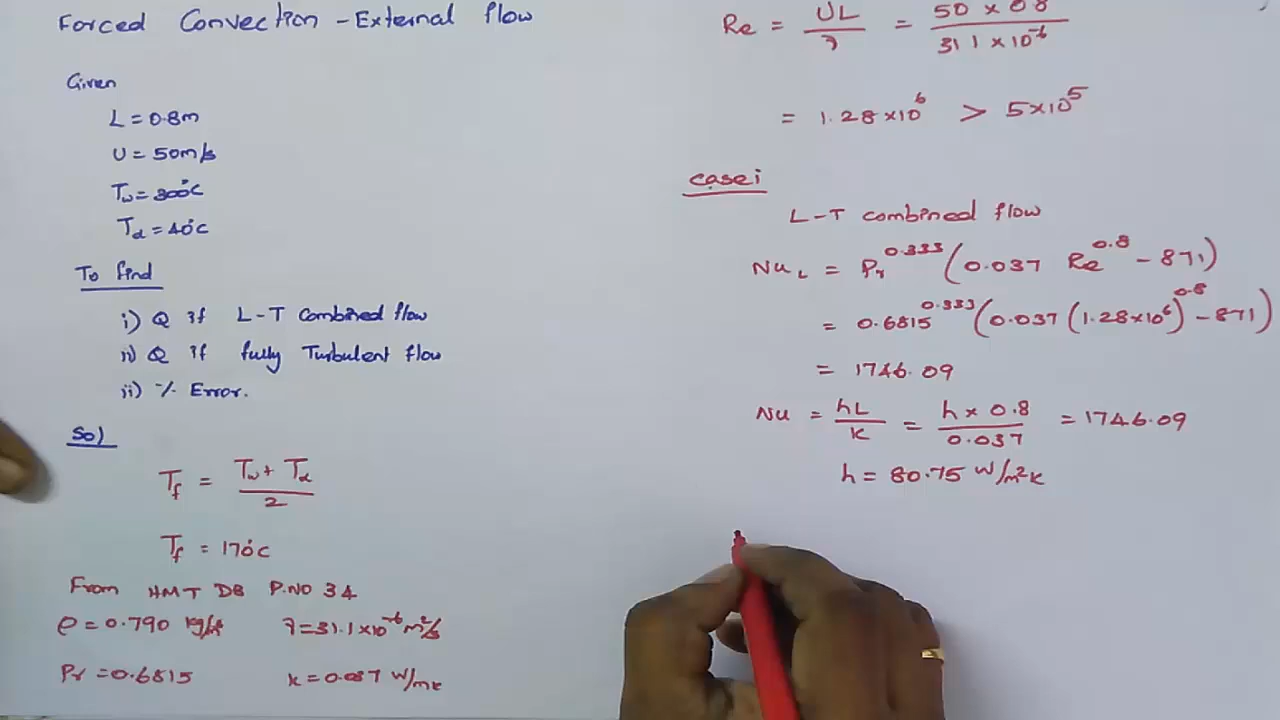 Forced Convection - External flow
Given
L = 0.8m
U = 50m/s
Tw = 300°C
Tα = 40°C
To find
i) Q if L-T Combined flow
ii) Q if fully Turbulent flow
iii) % Error.
Sol
Tf = (Tw + Tα)/2
Tf = 170°C
From HMT DB P.NO 34
ρ = 0.790 γ = 31.1 × 10⁻⁶ m²/s
Pr = 0.6815 K = 0.037 W/mK
Re = UL/γ = (50 × 0.8)/(31.1 × 10⁻⁶)
= 1.28 × 10⁶ > 5 × 10⁵
Case i
L-T combined flow
Nu_L = Pr^0.333 (0.037 Re^0.8 - 871)
= 0.6815^0.333 (0.037 (1.28 × 10⁶)^0.8 - 871)
= 1746.09
Nu = hL/K = (h × 0.8)/0.037 = 1746.09
h = 80.75 W/m²K